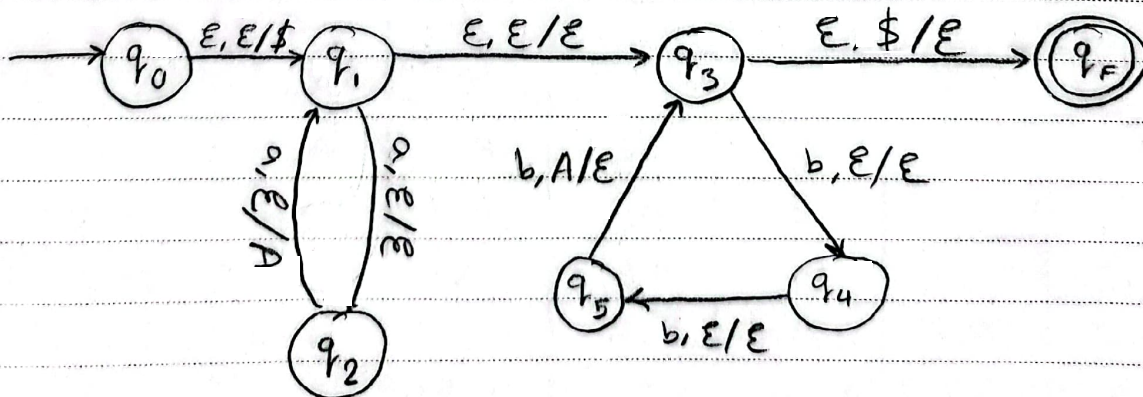 q0 ε, ε/$ q1 ε, ε/ε q3 ε, $/ε qF
a, ε/A a, ε/ε b, A/ε b, ε/ε
q5 q4
b, ε/ε
q2